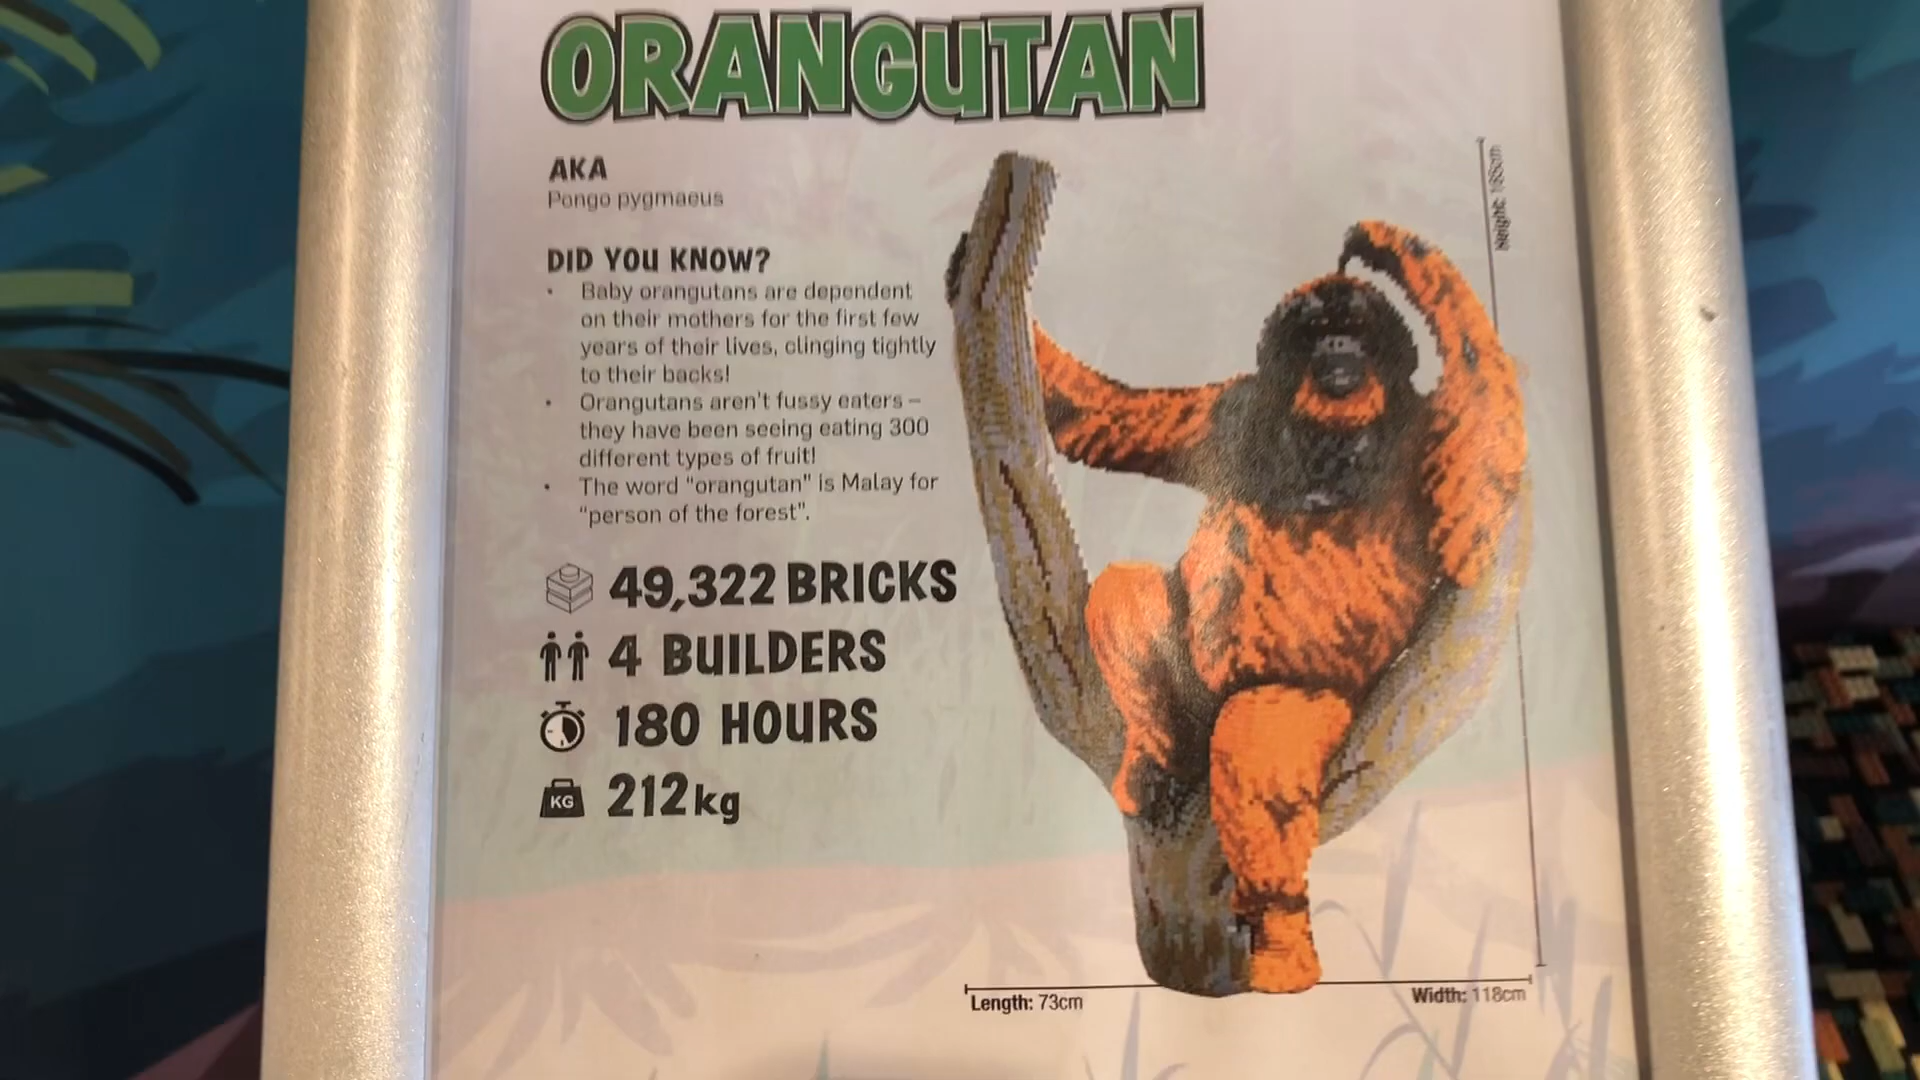 ORANGUTAN
AKA
Pongo pygmaeus
DID YOU KNOW?
• Baby orangutans are dependent
on their mothers for the first few
years of their lives, clinging tightly
to their backs!
• Orangutans aren't fussy eaters –
they have been seeing eating 300
different types of fruit!
• The word "orangutan" is Malay for
"person of the forest".
49,322 BRICKS
4 BUILDERS
180 HOURS
KG 212kg
Height:
Length: 73cm
Width: 118cm